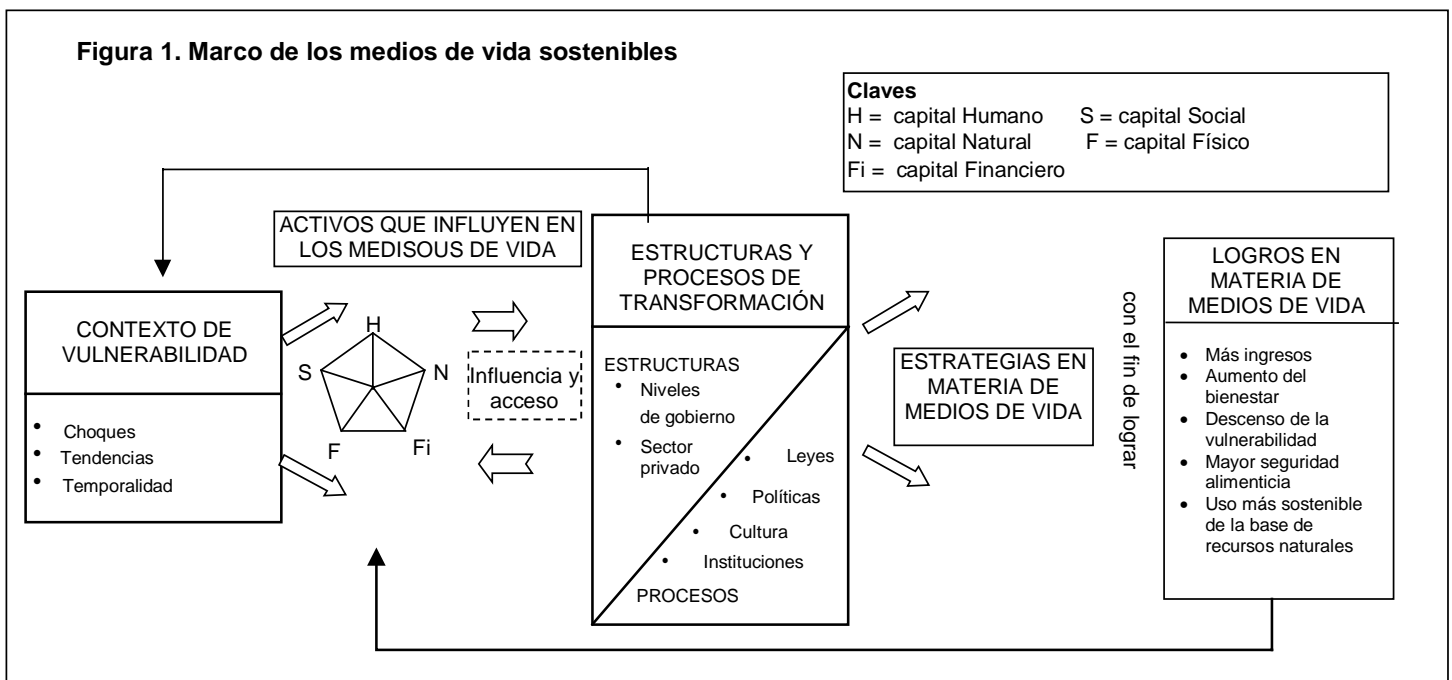 Figura 1. Marco de los medios de vida sostenibles
Claves
H = capital Humano S = capital Social
N = capital Natural F = capital Físico
Fi = capital Financiero
ACTIVOS QUE INFLUYEN EN
LOS MEDISOUS DE VIDA
CONTEXTO DE
VULNERABILIDAD
• Choques
• Tendencias
• Temporalidad
H
S
N
F
Fi
Influencia y
acceso
ESTRUCTURAS Y
PROCESOS DE
TRANSFORMACIÓN
ESTRUCTURAS
• Niveles
de gobierno
• Sector
privado
• Leyes
• Políticas
• Cultura
• Instituciones
PROCESOS
ESTRATEGIAS EN
MATERIA DE
MEDIOS DE VIDA
con el fin de lograr
LOGROS EN
MATERIA DE
MEDIOS DE VIDA
• Más ingresos
• Aumento del
bienestar
• Descenso de la
vulnerabilidad
• Mayor seguridad
alimenticia
• Uso más sostenible
de la base de
recursos naturales